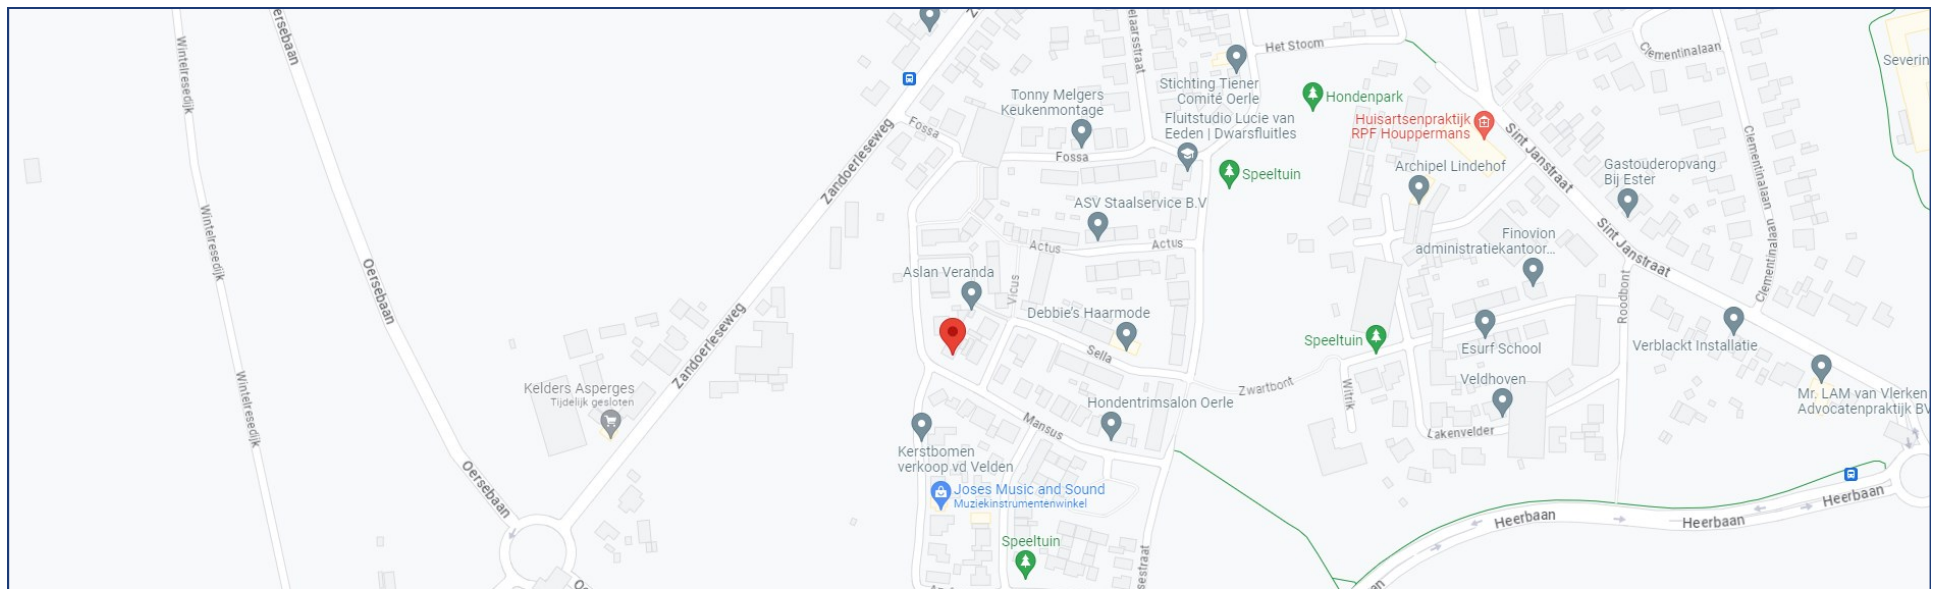 Wintelresedijk
Wintelresedijk
Wintelresedijk
Oersebaan
Oersebaan
Zandoerleseweg
Zandoerleseweg
Kelders Asperges
Tijdelijk gesloten
Fossa
Fossa
Tonny Melgers
Keukenmontage
Stichting Tiener
Comité Oerle
Fluitstudio Lucie van
Eeden | Dwarsfluitles
Het Stoom
Hondenpark
Speeltuin
Huisartsenpraktijk
RPF Houppermans
Archipel Lindehof
Sint Janstraat
Sint Janstraat
Gastouderopvang
Bij Ester
Clementinalaan
Clementinalaan
Clementinalaan
ASV Staalservice B.V
Actus
Actus
Finovion
administratiekantoor...
Aslan Veranda
Vicus
Debbie's Haarmode
Sella
Speeltuin
Esurf School
Roodbont
Verblackt Installatie
Zwartbont
Witrik
Veldhoven
Lakenvelder
Mr. LAM van Vlerken
Advocatenpraktijk BV
Hondentrimsalon Oerle
Mansus
Kerstbomen
verkoop vd Velden
Joses Music and Sound
Muziekinstrumentenwinkel
Speeltuin
Heerbaan
Heerbaan
Heerbaan